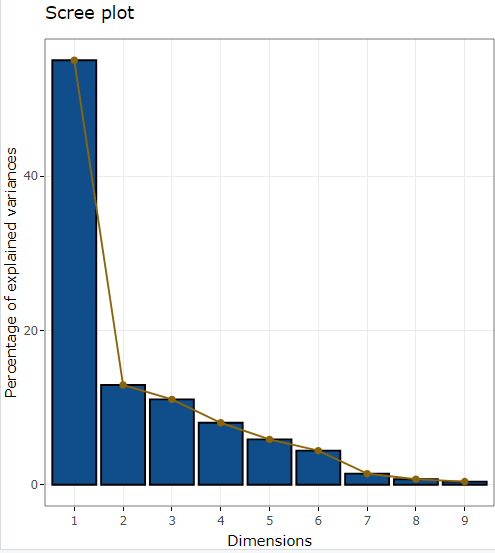 Scree plot
Percentage of explained variances
40
20
0
1 2 3 4 5 6 7 8 9
Dimensions